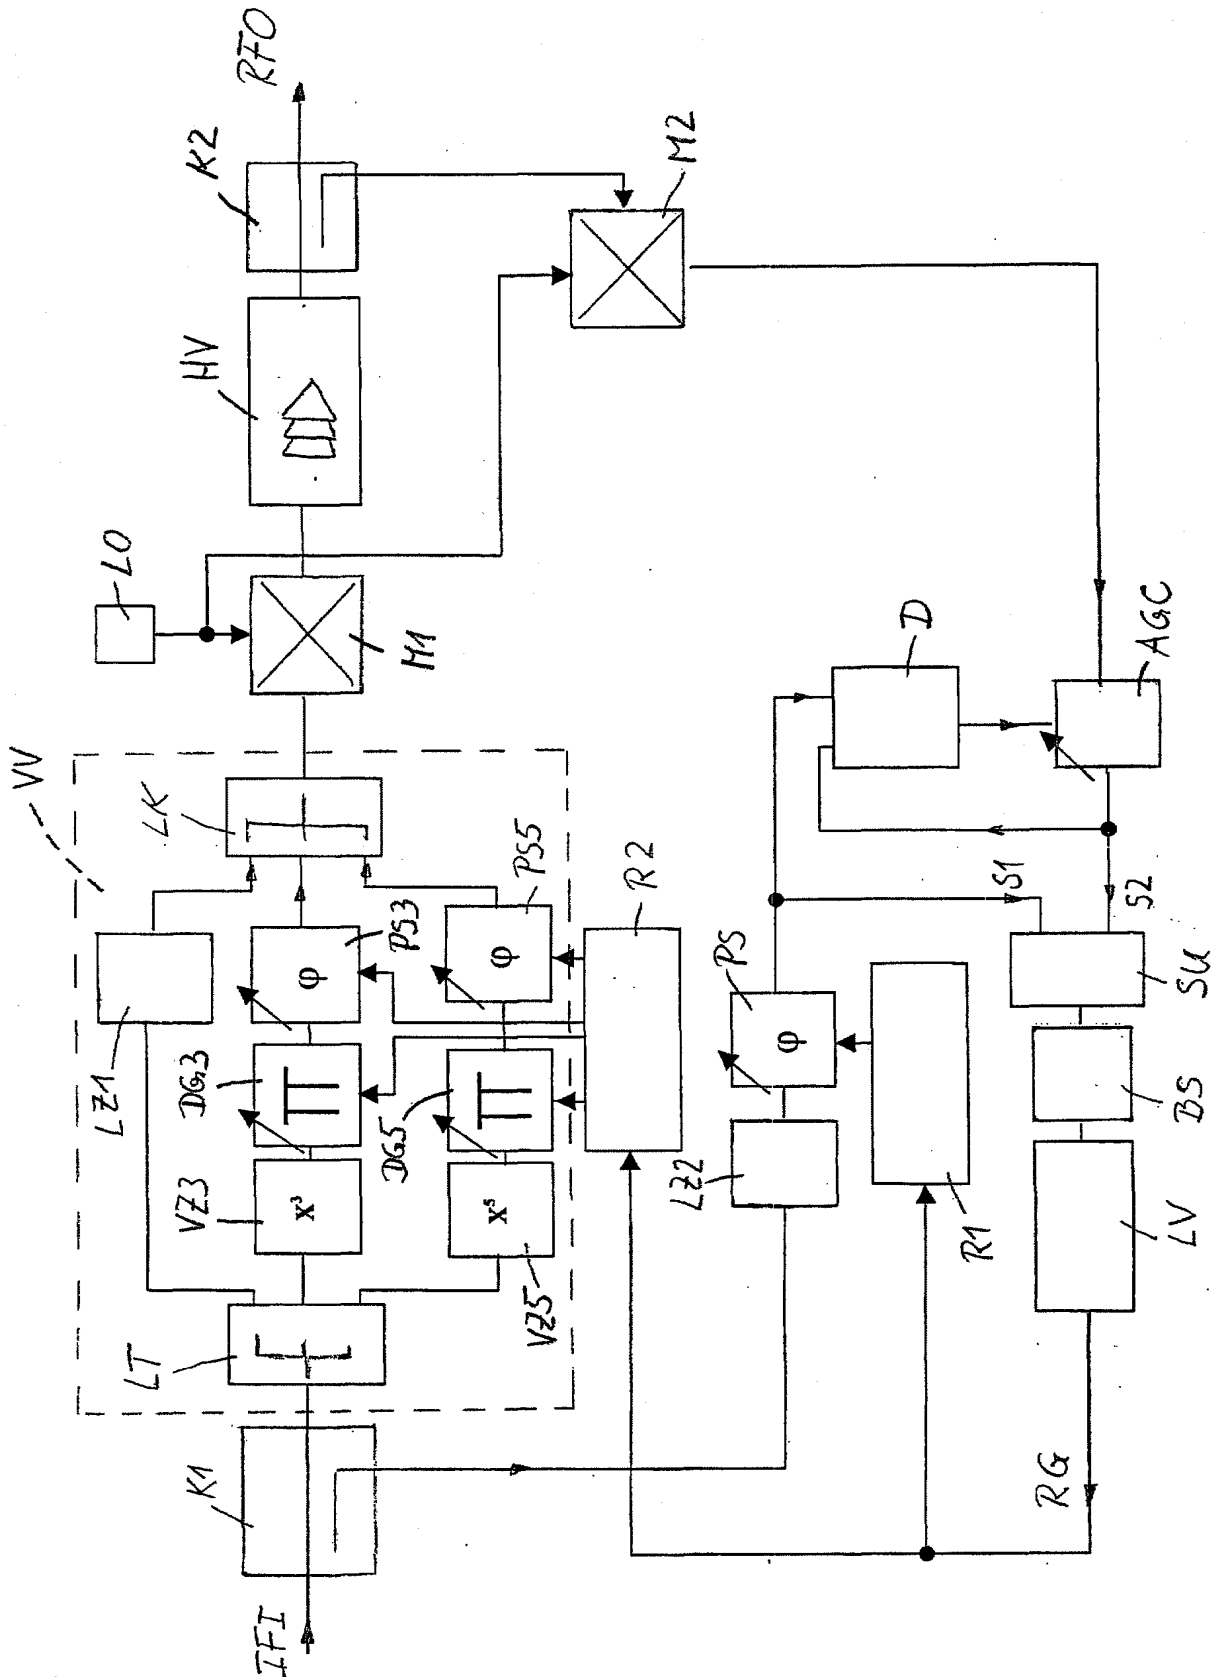 IFI
K1
VV
LT
LZ1
VZ3
x³
DG3
PS3
φ
LK
VZ5
x⁵
DG5
PS5
φ
LO
M1
HV
K2
RFO
M2
R2
LZ2
PS
φ
R1
D
AGC
S1
S2
SU
BS
LV
RG